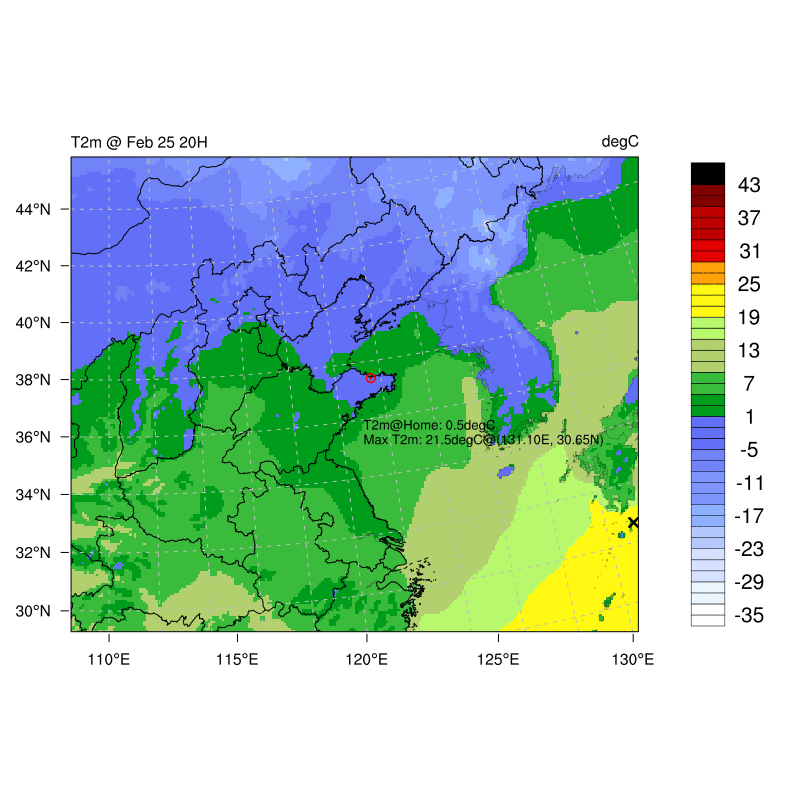 T2m @ Feb 25 20H
degC
44°N
42°N
40°N
38°N
36°N
34°N
32°N
30°N
110°E
115°E
120°E
125°E
130°E
T2m@Home: 0.5degC
Max T2m: 21.5degC@(131.10E, 30.65N)
43
37
31
25
19
13
7
1
-5
-11
-17
-23
-29
-35